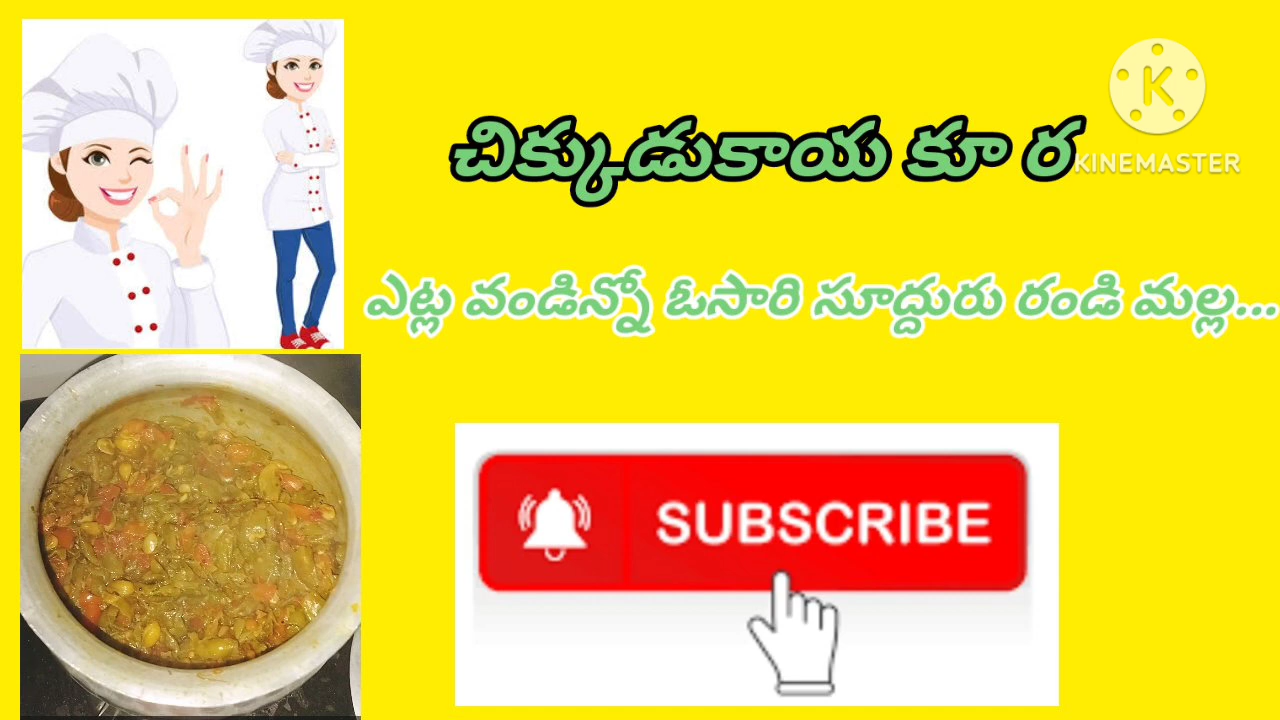 చిక్కుడుకాయ కూ ర
K
KINEMASTER
ఎట్ల వండిన్నో ఓసారి సూద్దురు రండి మల్ల...
SUBSCRIBE